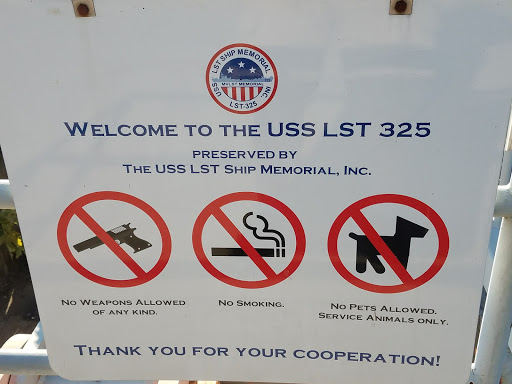 USS LST SHIP MEMORIAL, INC.
LST-325
WELCOME TO THE USS LST 325
PRESERVED BY
THE USS LST SHIP MEMORIAL, INC.
NO WEAPONS ALLOWED
OF ANY KIND.
NO SMOKING.
NO PETS ALLOWED.
SERVICE ANIMALS ONLY.
THANK YOU FOR YOUR COOPERATION!